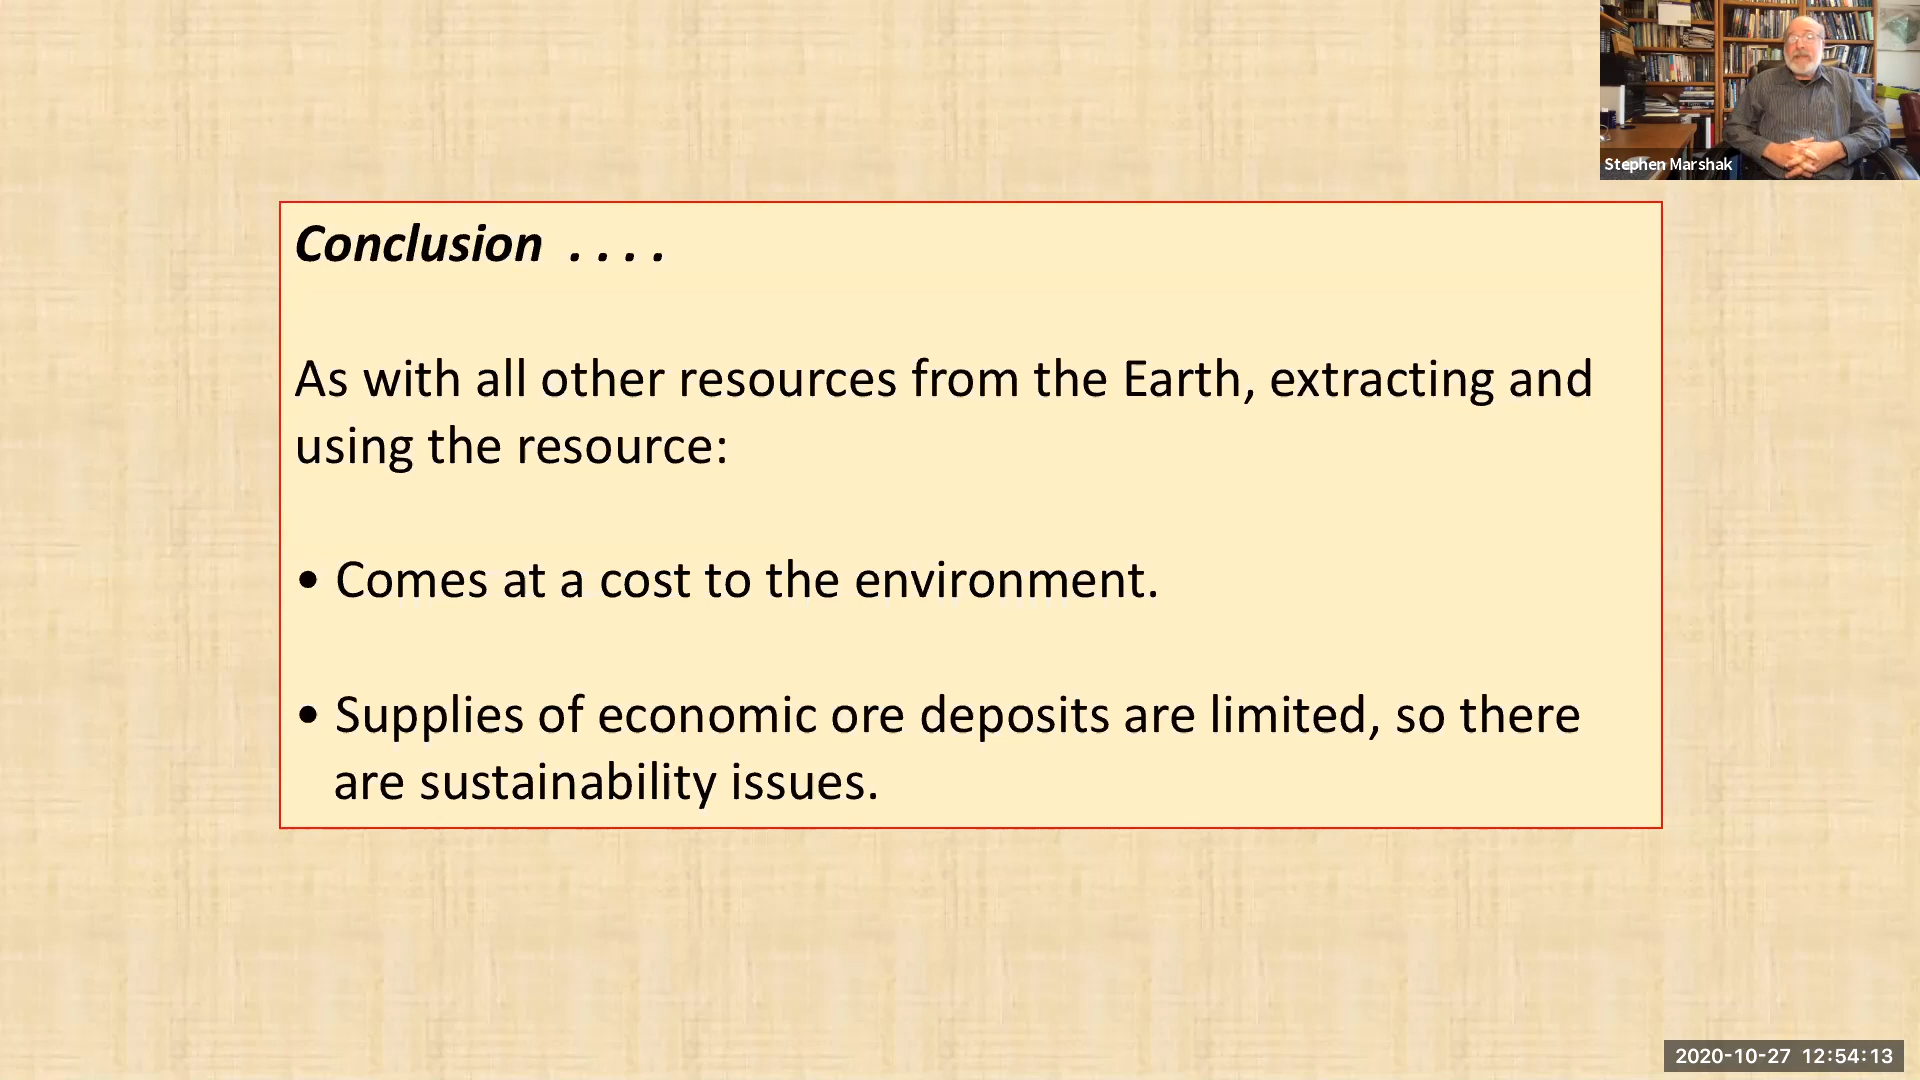 Stephen Marshak
Conclusion . . . .
As with all other resources from the Earth, extracting and
using the resource:
• Comes at a cost to the environment.
• Supplies of economic ore deposits are limited, so there
are sustainability issues.
2020-10-27 12:54:13